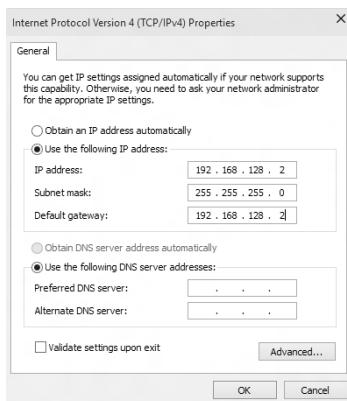 Internet Protocol Version 4 (TCP/IPv4) Properties
General
You can get IP settings assigned automatically if your network supports
this capability. Otherwise, you need to ask your network administrator
for the appropriate IP settings.
Obtain an IP address automatically
Use the following IP address:
IP address: 192 . 168 . 128 . 2
Subnet mask: 255 . 255 . 255 . 0
Default gateway: 192 . 168 . 128 . 2
Obtain DNS server address automatically
Use the following DNS server addresses:
Preferred DNS server: . . .
Alternate DNS server: . . .
Validate settings upon exit
Advanced...
OK Cancel